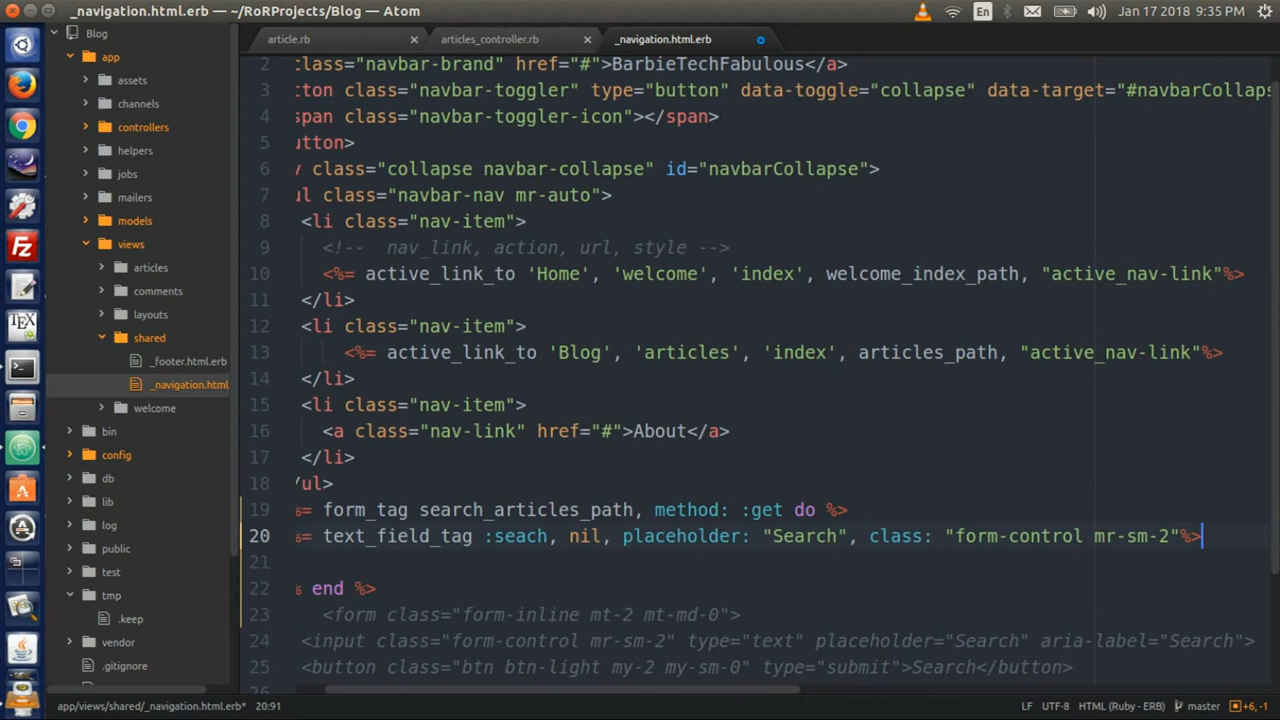 _navigation.html.erb — ~/RoRProjects/Blog — Atom
En
Jan 17 2018 9:35 PM
Blog
app
assets
channels
controllers
helpers
jobs
mailers
models
views
articles
comments
layouts
shared
_footer.html.erb
_navigation.html
welcome
bin
config
db
lib
log
public
test
tmp
.keep
vendor
.gitignore
article.rb
articles_controller.rb
_navigation.html.erb
2 class="navbar-brand" href="#">BarbieTechFabulous</a>
3 tton class="navbar-toggler" type="button" data-toggle="collapse" data-target="#navbarCollaps
4 span class="navbar-toggler-icon"></span>
5 utton>
6 v class="collapse navbar-collapse" id="navbarCollapse">
7 ul class="navbar-nav mr-auto">
8 <li class="nav-item">
9 <!-- nav_link, action, url, style -->
10 <%= active_link_to 'Home', 'welcome', 'index', welcome_index_path, "active_nav-link"%>
11 </li>
12 <li class="nav-item">
13 <%= active_link_to 'Blog', 'articles', 'index', articles_path, "active_nav-link"%>
14 </li>
15 <li class="nav-item">
16 <a class="nav-link" href="#">About</a>
17 </li>
18 /ul>
19 %= form_tag search_articles_path, method: :get do %>
20 %= text_field_tag :seach, nil, placeholder: "Search", class: "form-control mr-sm-2"%>
21
22 % end %>
23 <form class="form-inline mt-2 mt-md-0">
24 <input class="form-control mr-sm-2" type="text" placeholder="Search" aria-label="Search">
25 <button class="btn btn-light my-2 my-sm-0" type="submit">Search</button>
26
app/views/shared/_navigation.html.erb* 20:91
LF UTF-8 HTML (Ruby - ERB) master +6, -1